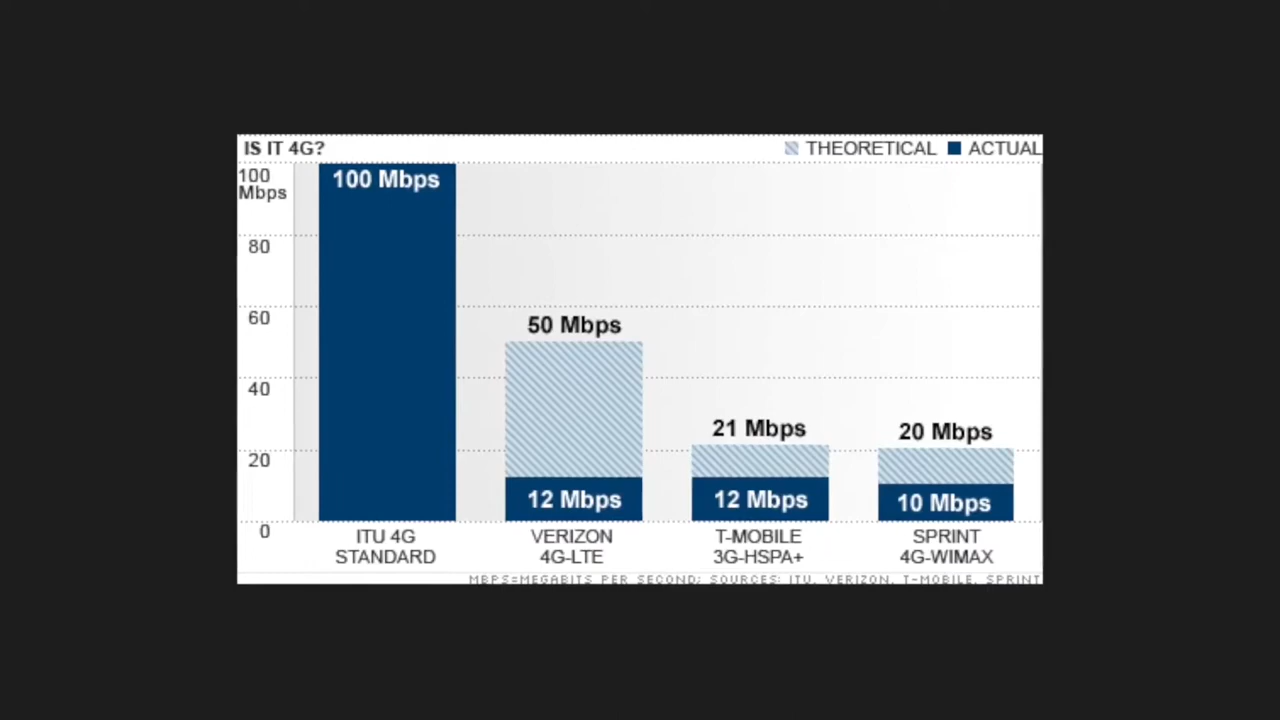 IS IT 4G?
THEORETICAL ACTUAL
100
Mbps
80
60
40
20
0
100 Mbps
50 Mbps
12 Mbps
21 Mbps
12 Mbps
20 Mbps
10 Mbps
ITU 4G
STANDARD
VERIZON
4G-LTE
T-MOBILE
3G-HSPA+
SPRINT
4G-WIMAX
MBPS=MEGABITS PER SECOND; SOURCES: ITU, VERIZON, T-MOBILE, SPRINT